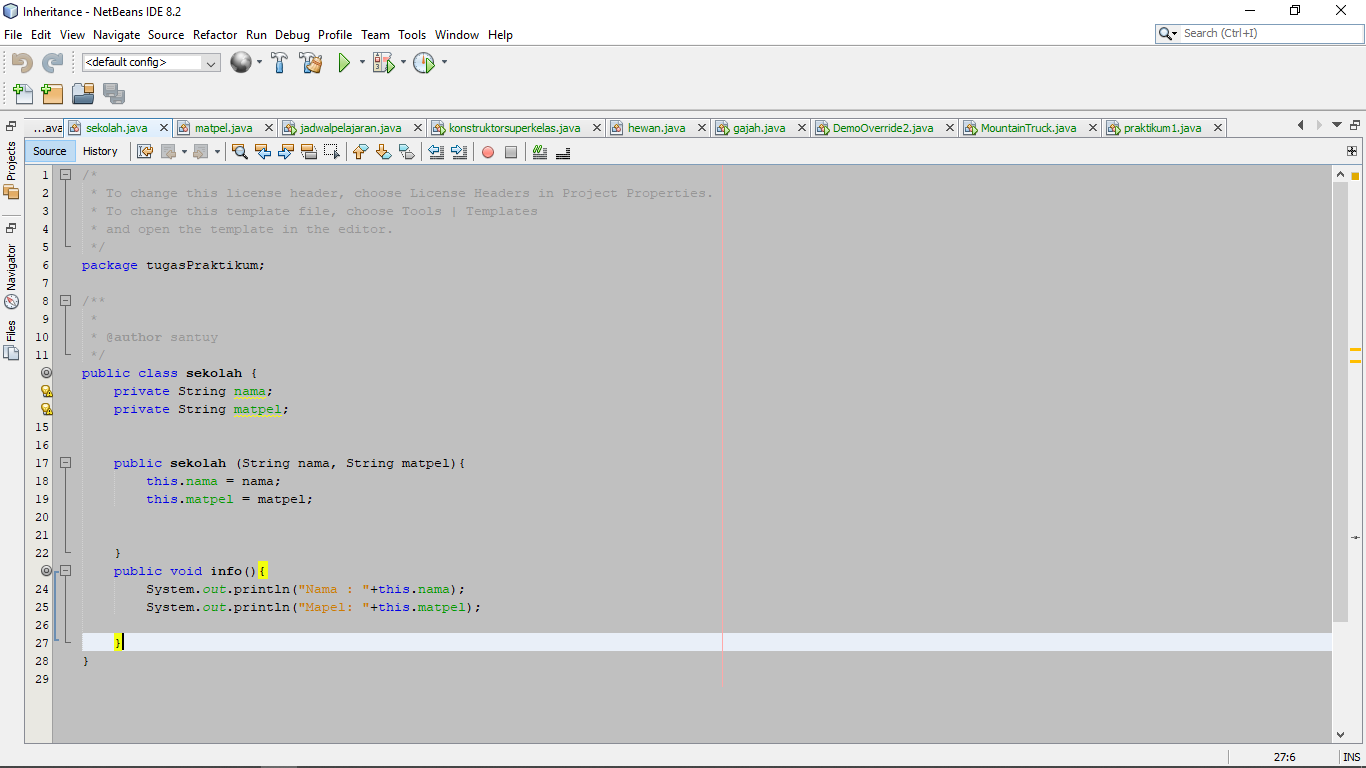 Inheritance - NetBeans IDE 8.2
File Edit View Navigate Source Refactor Run Debug Profile Team Tools Window Help
Search (Ctrl+I)
<default config>
...ava sekolah.java matpel.java jadwalpelajaran.java konstruktorsuperkelas.java hewan.java gajah.java DemoOverride2.java MountainTruck.java praktikum1.java
Source History
Projects
Navigator
Files
1 /*
2 * To change this license header, choose License Headers in Project Properties.
3 * To change this template file, choose Tools | Templates
4 * and open the template in the editor.
5 */
6 package tugasPraktikum;
7
8 /**
9 *
10 * @author santuy
11 */
public class sekolah {
private String nama;
private String matpel;
15
16
17 public sekolah (String nama, String matpel){
18 this.nama = nama;
19 this.matpel = matpel;
20
21
22 }
public void info(){
24 System.out.println("Nama : "+this.nama);
25 System.out.println("Mapel: "+this.matpel);
26
27 }
28 }
29
27:6 INS